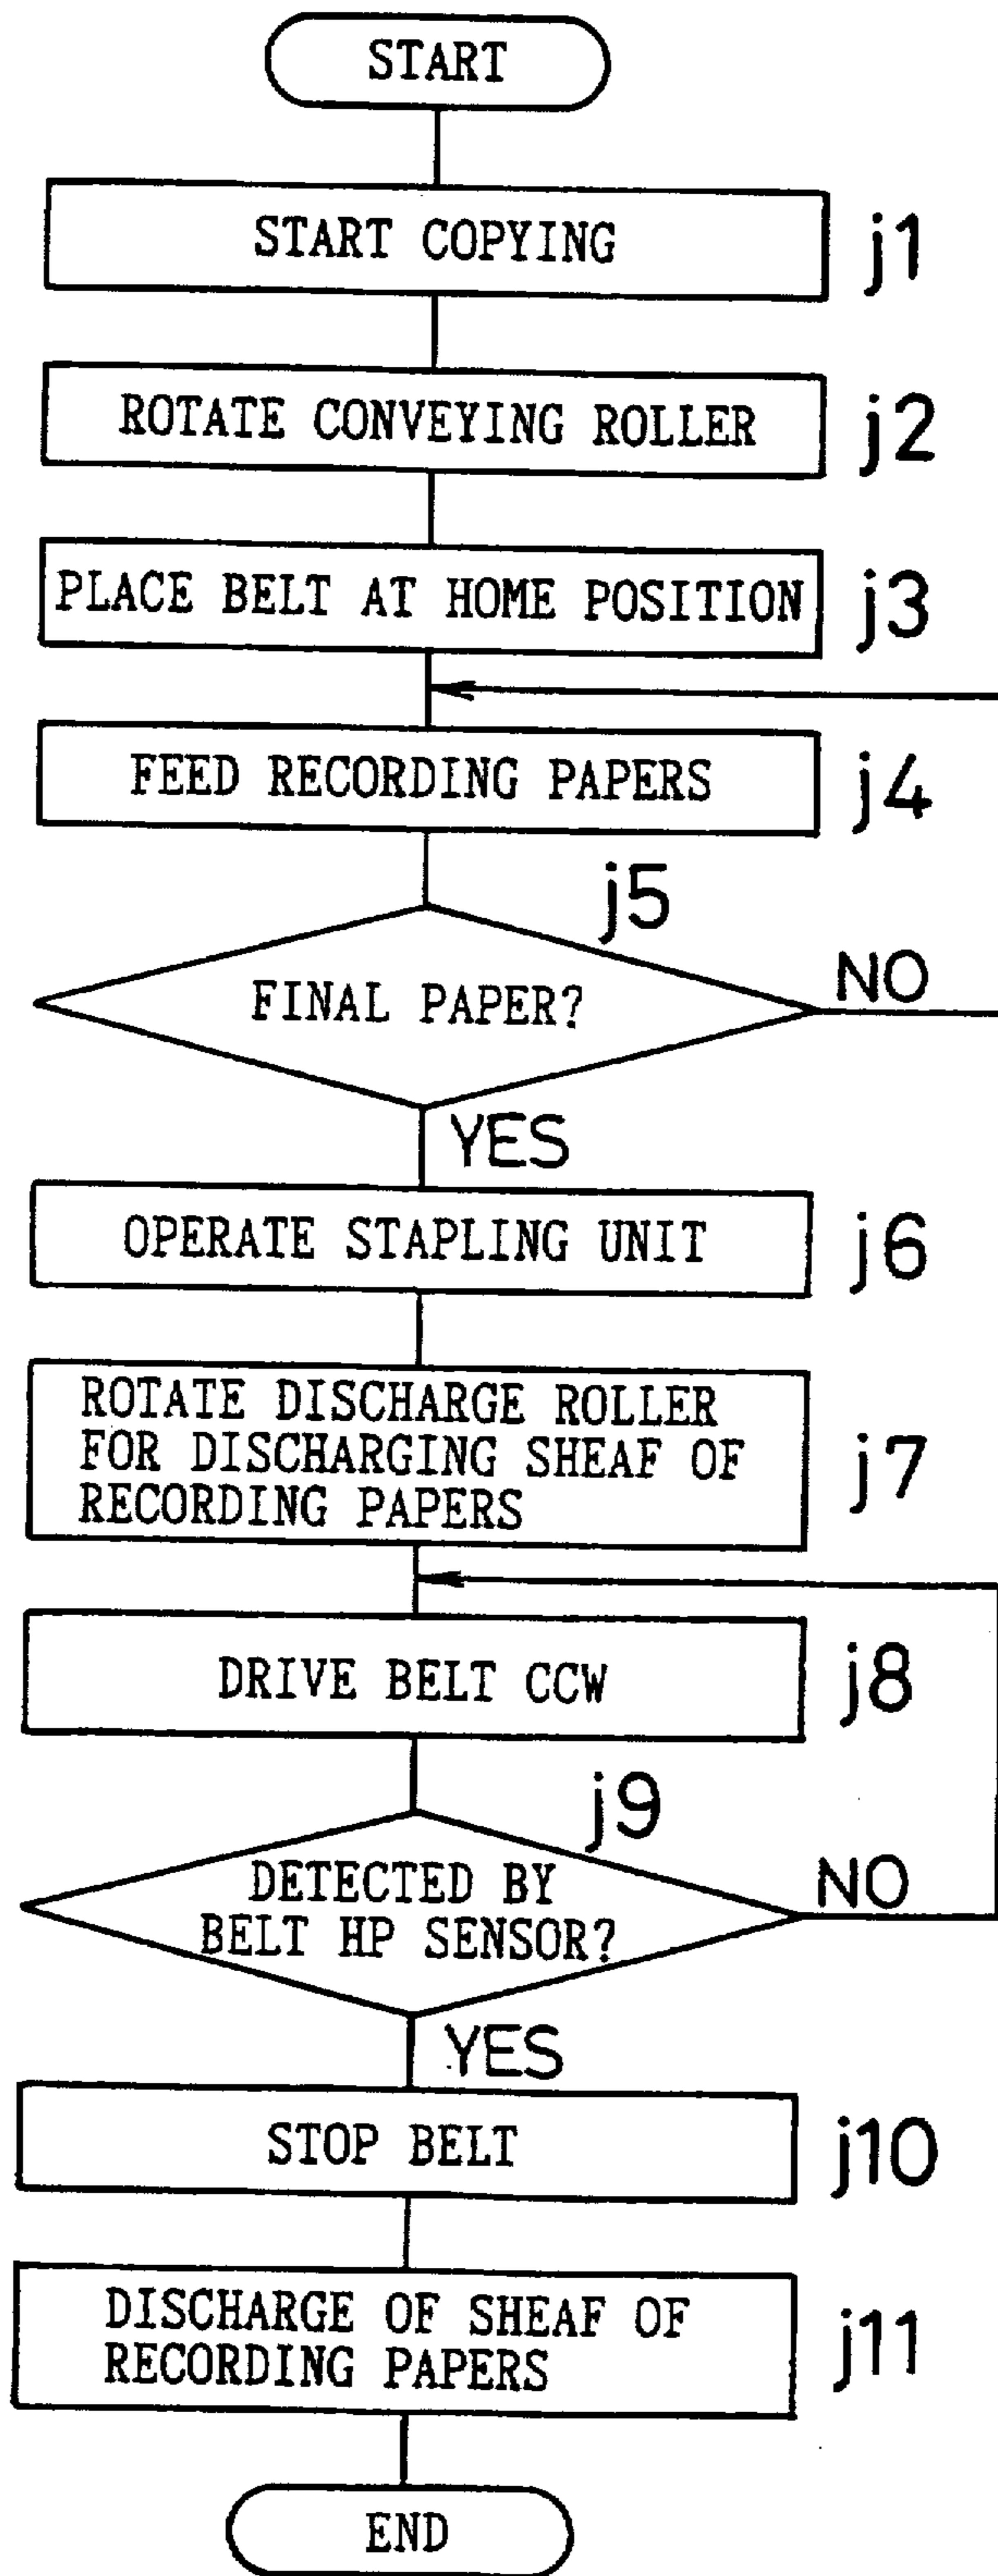 START
START COPYING
j1
ROTATE CONVEYING ROLLER
j2
PLACE BELT AT HOME POSITION
j3
FEED RECORDING PAPERS
j4
j5
FINAL PAPER?
NO
YES
OPERATE STAPLING UNIT
j6
ROTATE DISCHARGE ROLLER
FOR DISCHARGING SHEAF OF
RECORDING PAPERS
j7
DRIVE BELT CCW
j8
j9
DETECTED BY
BELT HP SENSOR?
NO
YES
STOP BELT
j10
DISCHARGE OF SHEAF OF
RECORDING PAPERS
j11
END